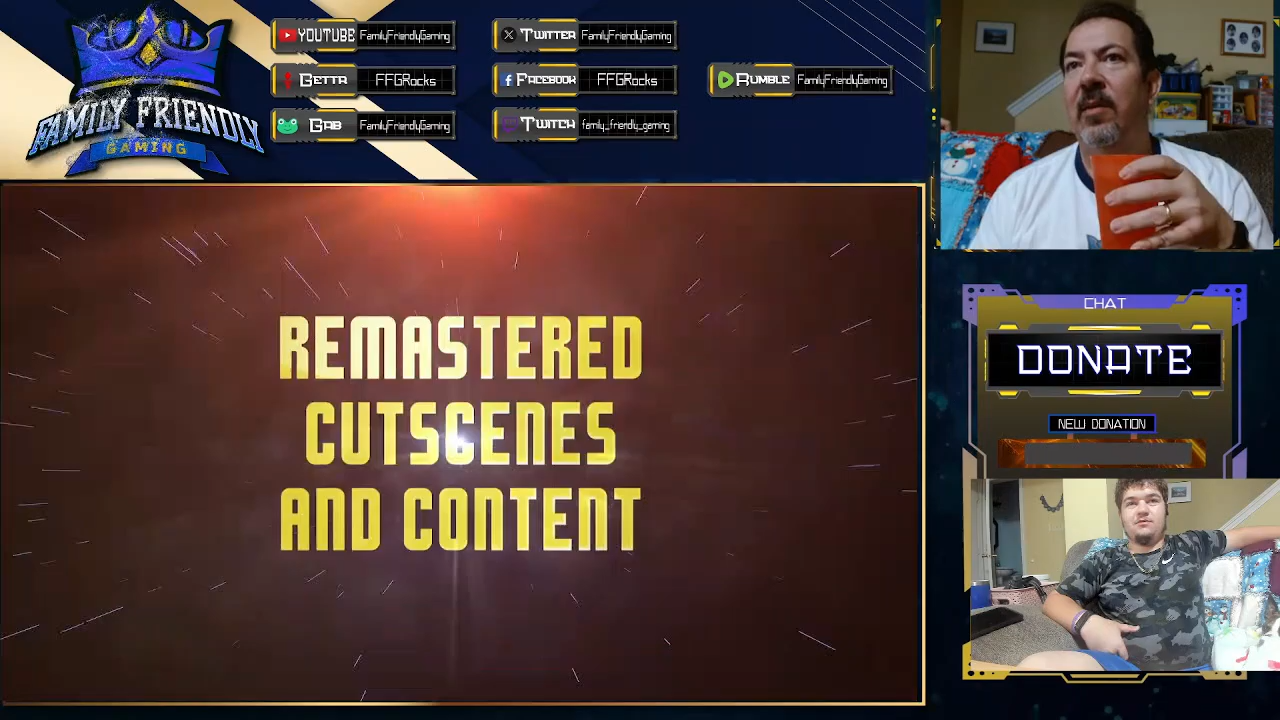 FAMILY FRIENDLY
GAMING
YOUTUBE FamilyFriendlyGaming
TWITTER FamilyFriendlyGaming
GETTR FFGRocks
FACEBOOK FFGRocks
RUMBLE FamilyFriendlyGaming
GAB FamilyFriendlyGaming
TWITCH family_friendly_gaming
REMASTERED
CUTSCENES
AND CONTENT
CHAT
DONATE
NEW DONATION